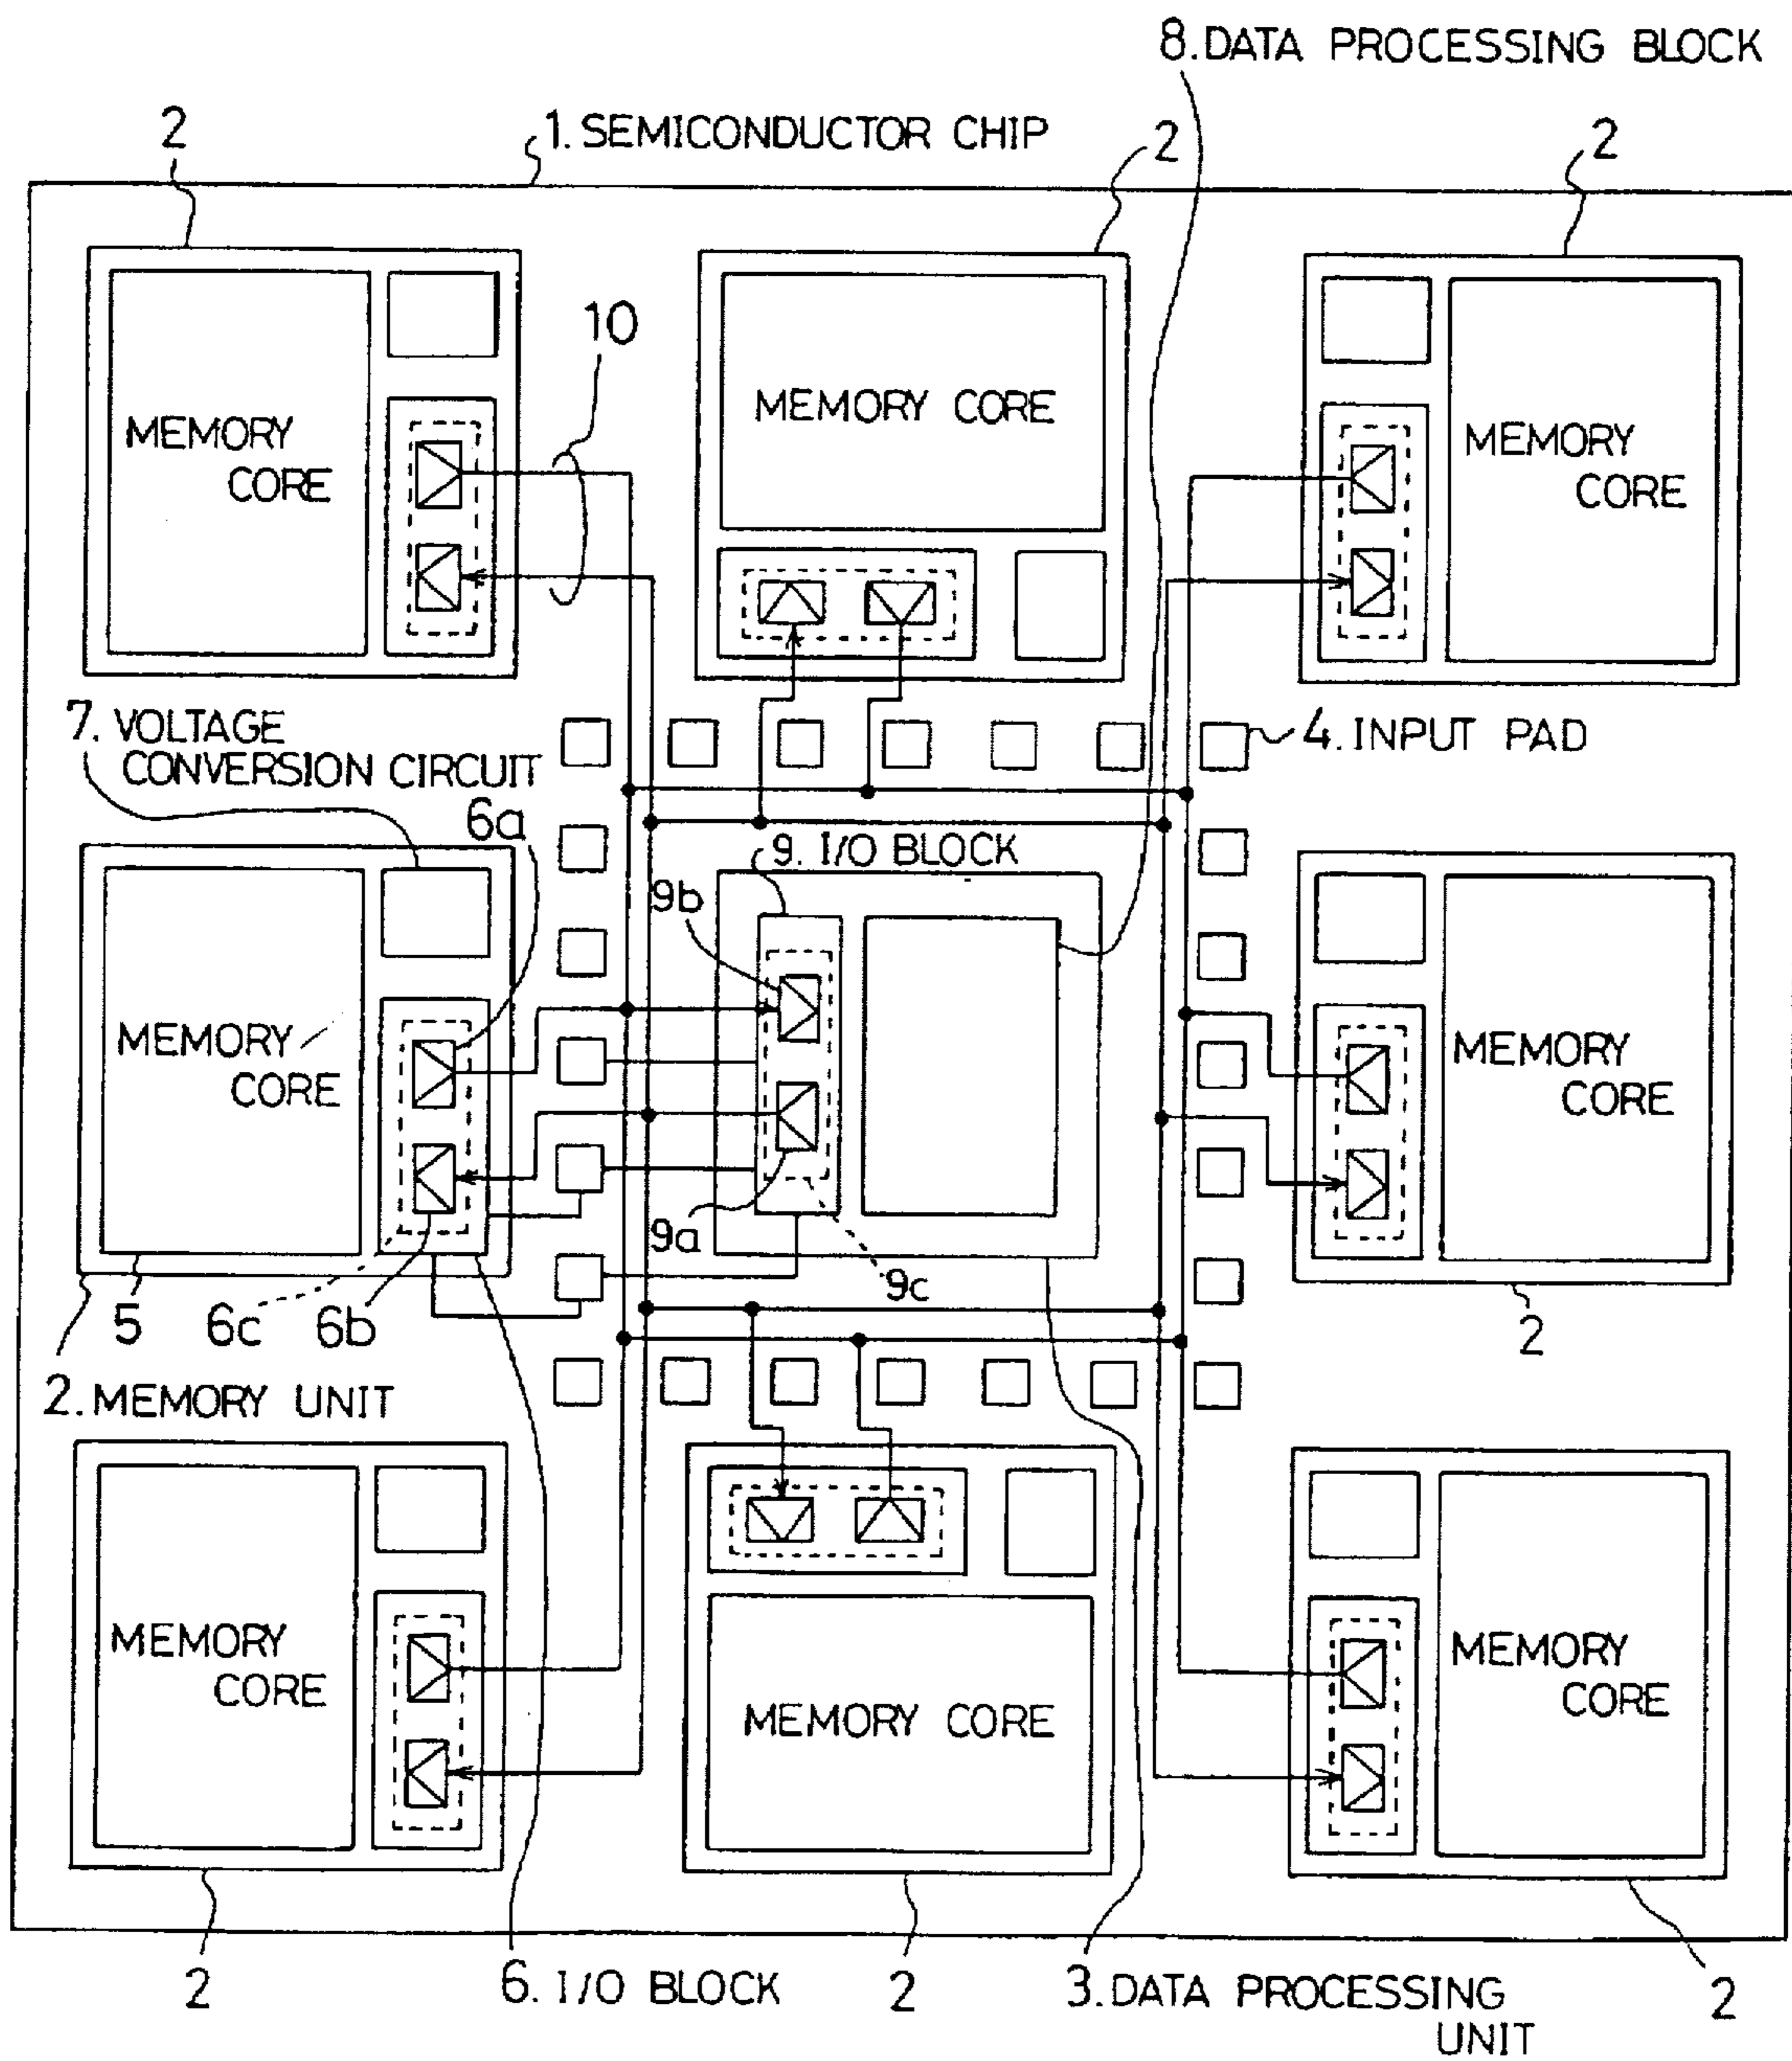 8. DATA PROCESSING BLOCK
2
1. SEMICONDUCTOR CHIP
2
2
10
MEMORY
CORE
MEMORY CORE
MEMORY
CORE
7. VOLTAGE
CONVERSION CIRCUIT
4. INPUT PAD
6a
9. I/O BLOCK
9b
MEMORY
CORE
MEMORY
CORE
9a
9c
5
6c
6b
2
2. MEMORY UNIT
MEMORY
CORE
MEMORY CORE
MEMORY
CORE
2
6. I/O BLOCK
2
3. DATA PROCESSING
UNIT
2